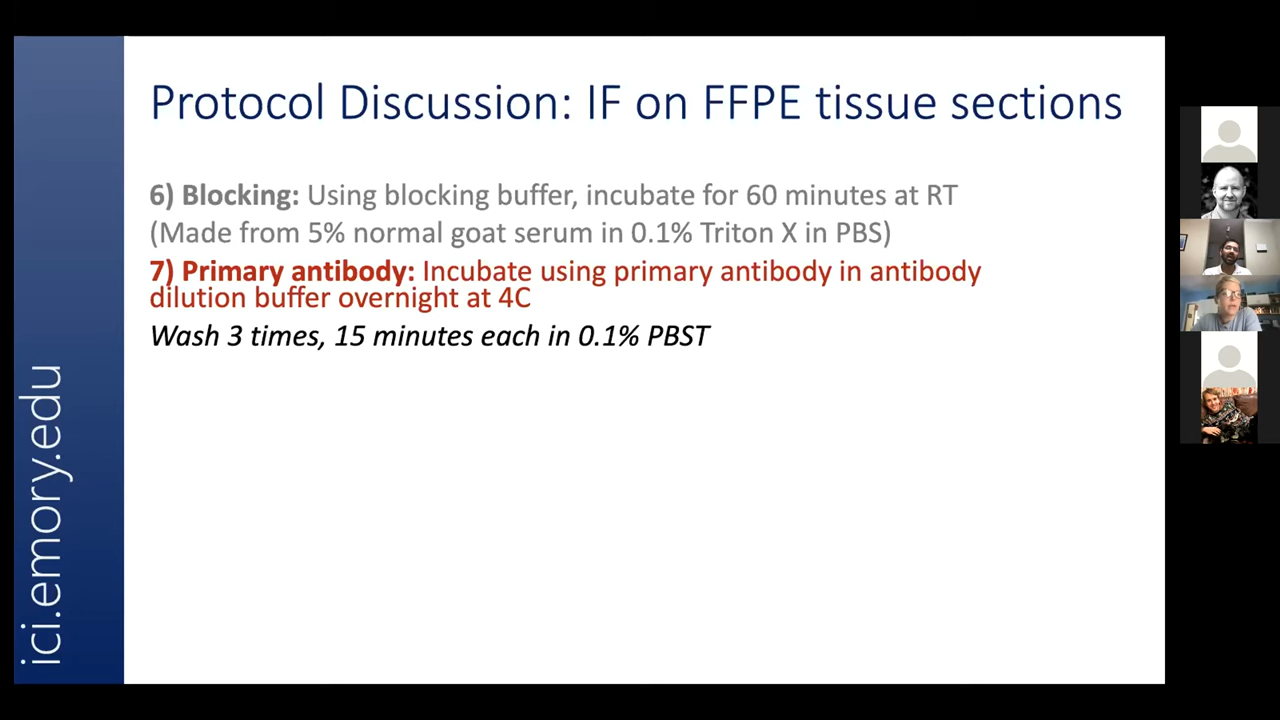 Protocol Discussion: IF on FFPE tissue sections
6) Blocking: Using blocking buffer, incubate for 60 minutes at RT
(Made from 5% normal goat serum in 0.1% Triton X in PBS)
7) Primary antibody: Incubate using primary antibody in antibody
dilution buffer overnight at 4C
Wash 3 times, 15 minutes each in 0.1% PBST
ici.emory.edu